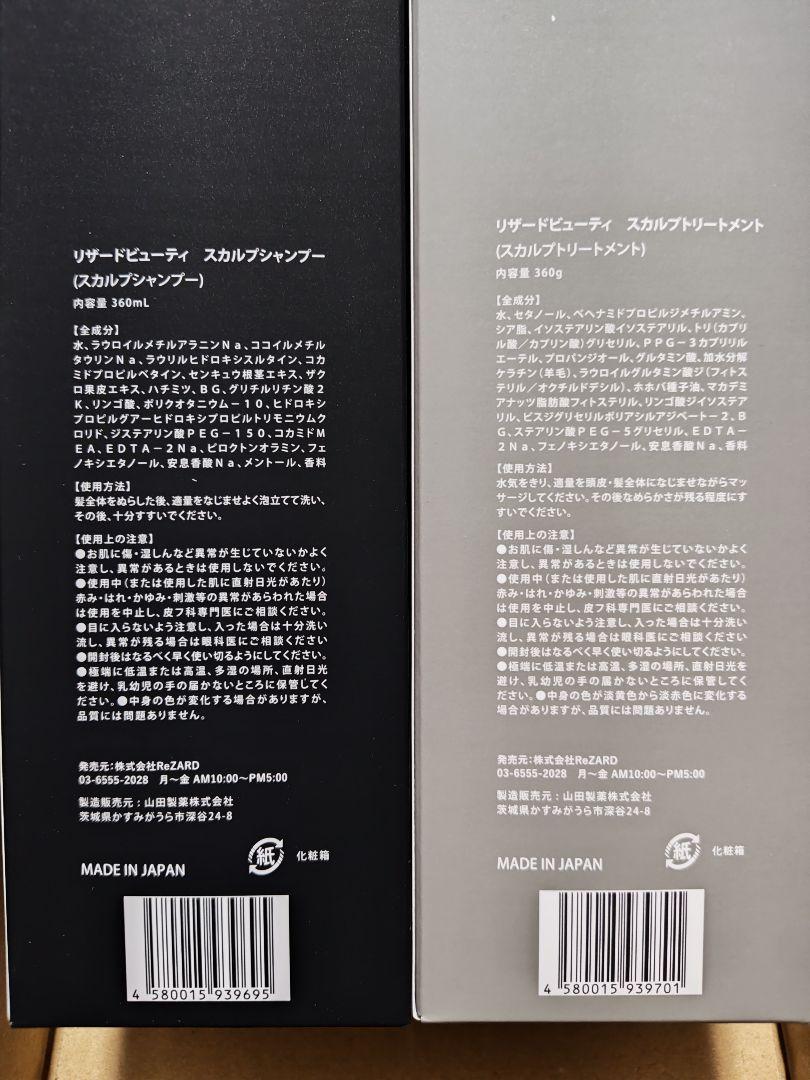 リザードビューティ　スカルプシャンプー
(スカルプシャンプー)
内容量 360mL
【全成分】
水、ラウロイルメチルアラニンＮａ、ココイルメチル
タウリンＮａ、ラウリルヒドロキシスルタイン、コカ
ミドプロピルベタイン、センキュウ根茎エキス、ザク
ロ果皮エキス、ハチミツ、ＢＧ、グリチルリチン酸２
Ｋ、リンゴ酸、ポリクオタニウム－１０、ヒドロキシ
プロピルグアーヒドロキシプロピルトリモニウムク
ロリド、ジステアリン酸ＰＥＧ－１５０、コカミドＭ
ＥＡ、ＥＤＴＡ－２Ｎａ、ピロクトンオラミン、フェ
ノキシエタノール、安息香酸Ｎａ、メントール、香料
【使用方法】
髪全体をぬらした後、適量をなじませよく泡立てて洗い、
その後、十分すすいでください。
【使用上の注意】
●お肌に傷・湿しんなど異常が生じていないかよく
注意し、異常があるときは使用しないでください。
●使用中（または使用した肌に直射日光があたり）
赤み・はれ・かゆみ・刺激等の異常があらわれた場合
は使用を中止し、皮フ科専門医にご相談ください。
●目に入らないよう注意し、入った場合は十分洗い
流し、異常が残る場合は眼科医にご相談ください
●開封後はなるべく早く使い切るようにしてください。
●極端に低温または高温、多湿の場所、直射日光
を避け、乳幼児の手の届かないところに保管してく
ださい。●中身の色が変化する場合がありますが、
品質には問題ありません。
発売元：株式会社ReZARD
03-6555-2028　月～金 AM10:00～PM5:00
製造販売元：山田製薬株式会社
茨城県かすみがうら市深谷24-8
MADE IN JAPAN
紙 化粧箱
4 580015 939695
リザードビューティ　スカルプトリートメント
(スカルプトリートメント)
内容量 360g
【全成分】
水、セタノール、ベヘナミドプロピルジメチルアミン、
シア脂、イソステアリン酸イソステアリル、トリ（カプリ
ル酸／カプリン酸）グリセリル、ＰＰＧ－３カプリリル
エーテル、プロパンジオール、グルタミン酸、加水分解
ケラチン（羊毛）、ラウロイルグルタミン酸ジ（フィトス
テリル／オクチルドデシル）、ホホバ種子油、マカデミ
アナッツ脂肪酸フィトステリル、リンゴ酸ジイソステア
リル、ビスジグリセリルポリアシルアジペート－２、Ｂ
Ｇ、ステアリン酸ＰＥＧ－５グリセリル、ＥＤＴＡ－
２Ｎａ、フェノキシエタノール、安息香酸Ｎａ、香料
【使用方法】
水気をきり、適量を頭皮・髪全体になじませながらマッ
サージしてください。その後なめらかさが残る程度にす
すいでください。
【使用上の注意】
●お肌に傷・湿しんなど異常が生じていないかよく
注意し、異常があるときは使用しないでください。
●使用中（または使用した肌に直射日光があたり）
赤み・はれ・かゆみ・刺激等の異常があらわれた場合
は使用を中止し、皮フ科専門医にご相談ください。
●目に入らないよう注意し、入った場合は十分洗い
流し、異常が残る場合は眼科医にご相談ください
●開封後はなるべく早く使い切るようにしてください。
●極端に低温または高温、多湿の場所、直射日光を
避け、乳幼児の手の届かないところに保管してくだ
さい。●中身の色が淡黄色から淡赤色に変化する
場合がありますが、品質には問題ありません。
発売元：株式会社ReZARD
03-6555-2028　月～金 AM10:00～PM5:00
製造販売元：山田製薬株式会社
茨城県かすみがうら市深谷24-8
MADE IN JAPAN
紙 化粧箱
4 580015 939701